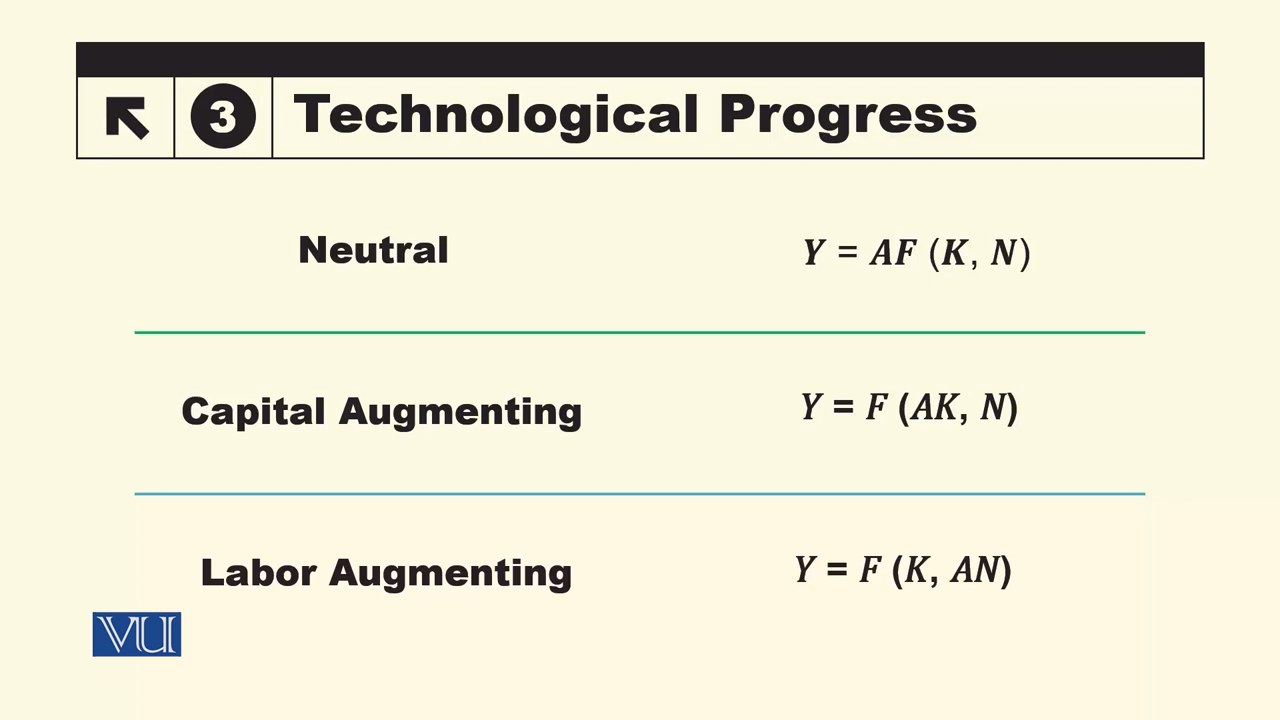 3 Technological Progress
Neutral Y = AF (K, N)
Capital Augmenting Y = F (AK, N)
Labor Augmenting Y = F (K, AN)
VU